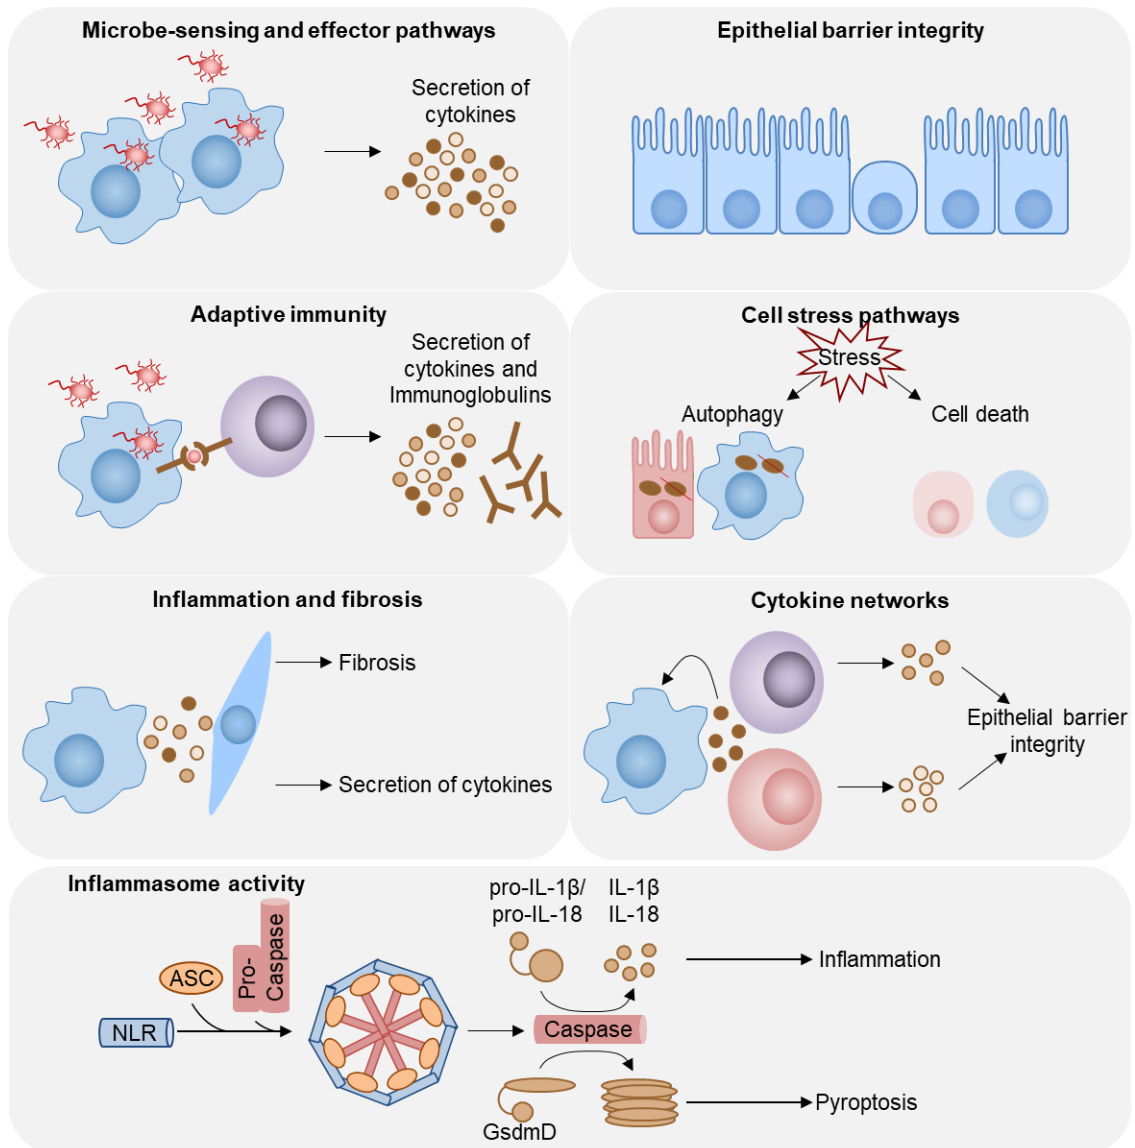 Microbe-sensing and effector pathways
Secretion of
cytokines
Epithelial barrier integrity
Adaptive immunity
Secretion of
cytokines and
Immunoglobulins
Cell stress pathways
Stress
Autophagy
Cell death
Inflammation and fibrosis
Fibrosis
Secretion of cytokines
Cytokine networks
Epithelial barrier
integrity
Inflammasome activity
NLR
ASC
Pro-
Caspase
pro-IL-1β/
pro-IL-18
IL-1β
IL-18
Caspase
GsdmD
Inflammation
Pyroptosis